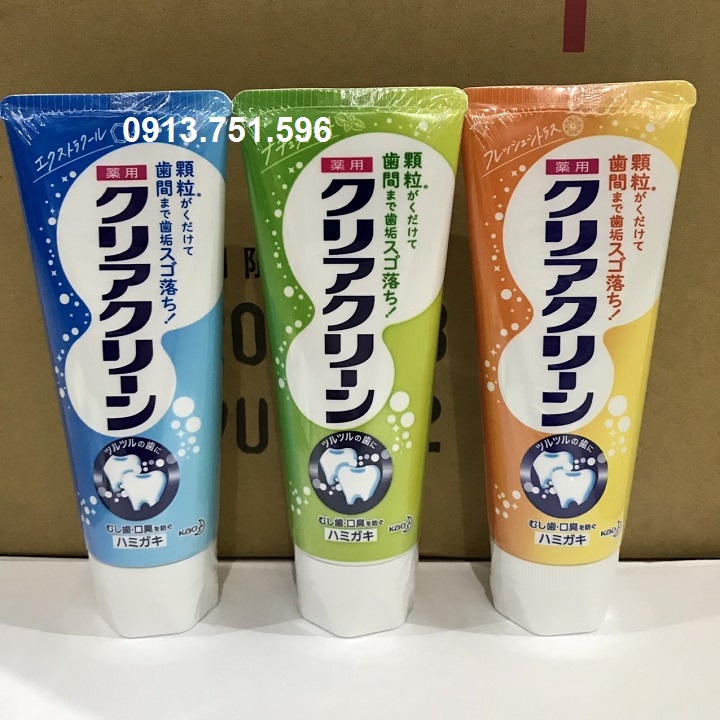 0913.751.596
エクストラクール
薬用
クリアクリーン
顆粒がくだけて
歯間まで歯垢スゴ落ち!
ツルツルの歯に
むし歯・口臭を防ぐ
ハミガキ
Kao
薬用
クリアクリーン
顆粒がくだけて
歯間まで歯垢スゴ落ち!
ツルツルの歯に
むし歯・口臭を防ぐ
ハミガキ
Kao
フレッシュシトラス
薬用
クリアクリーン
顆粒がくだけて
歯間まで歯垢スゴ落ち!
ツルツルの歯に
むし歯・口臭を防ぐ
ハミガキ
Kao